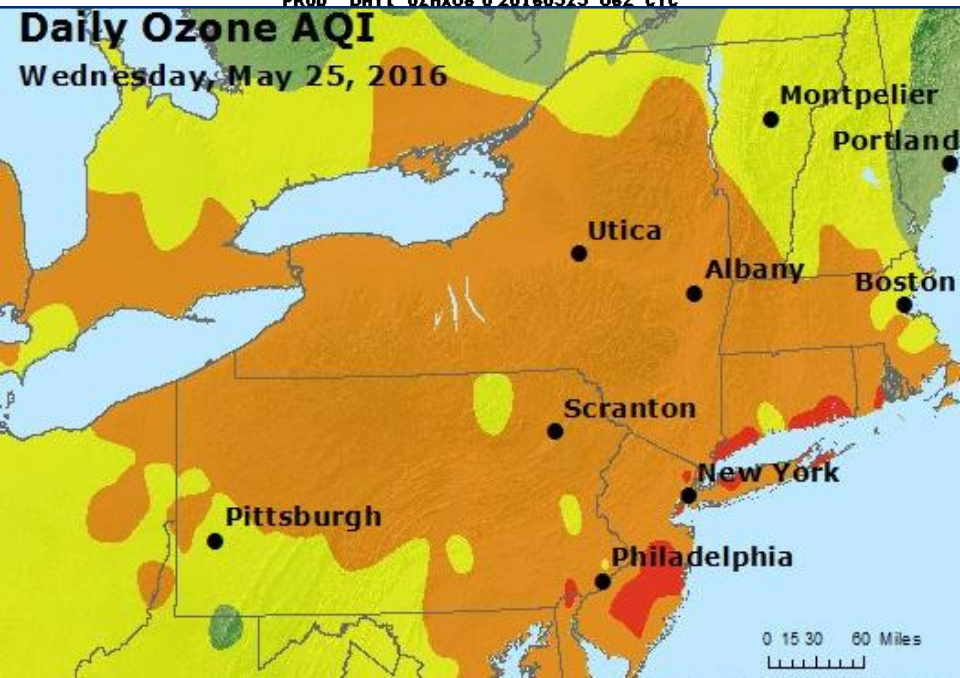 Daily Ozone AQI
Wednesday, May 25, 2016
Montpelier
Portland
Utica
Albany
Boston
Scranton
New York
Pittsburgh
Philadelphia
0 15 30 60 Miles